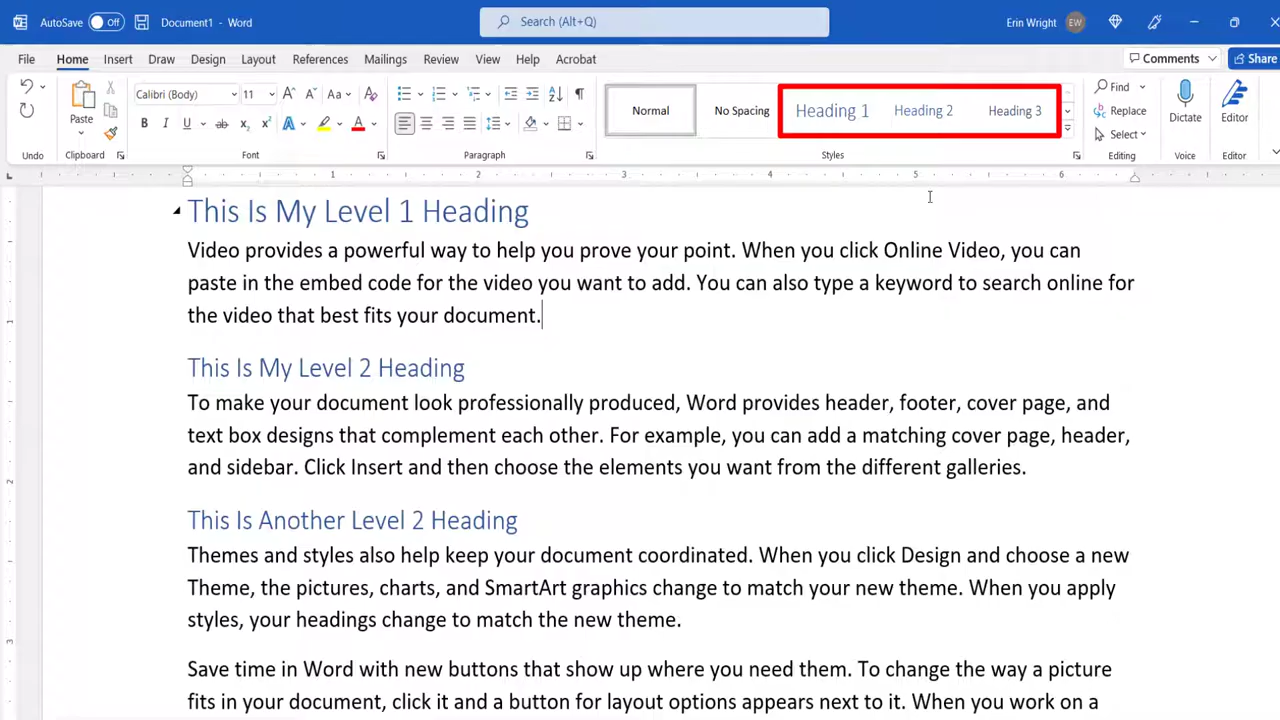 AutoSave Off Document1 - Word Search (Alt+Q) Erin Wright EW
File Home Insert Draw Design Layout References Mailings Review View Help Acrobat Comments Share
Calibri (Body) 11 Aa Normal No Spacing Heading 1 Heading 2 Heading 3 Find
Paste B I U ab x₂ x² A A Replace Dictate Editor
Select
Undo Clipboard Font Paragraph Styles Editing Voice Editor
1 2 3 4 5 6
This Is My Level 1 Heading
Video provides a powerful way to help you prove your point. When you click Online Video, you can
paste in the embed code for the video you want to add. You can also type a keyword to search online for
the video that best fits your document.
This Is My Level 2 Heading
To make your document look professionally produced, Word provides header, footer, cover page, and
text box designs that complement each other. For example, you can add a matching cover page, header,
and sidebar. Click Insert and then choose the elements you want from the different galleries.
This Is Another Level 2 Heading
Themes and styles also help keep your document coordinated. When you click Design and choose a new
Theme, the pictures, charts, and SmartArt graphics change to match your new theme. When you apply
styles, your headings change to match the new theme.
Save time in Word with new buttons that show up where you need them. To change the way a picture
fits in your document, click it and a button for layout options appears next to it. When you work on a